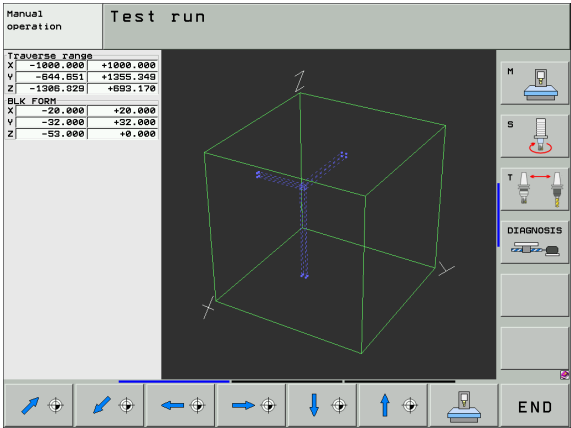 Manual
operation
Test run
Traverse range
X -1000.000 +1000.000
Y -644.651 +1355.349
Z -1306.829 +693.170
BLK FORM
X -20.000 +20.000
Y -32.000 +32.000
Z -53.000 +0.000
Z
Y
X
M
S
T
DIAGNOSIS
END